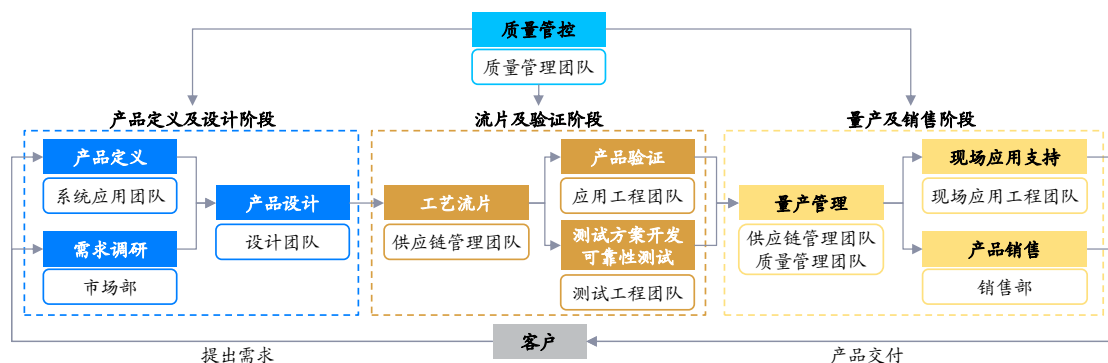 质量管控
质量管理团队
产品定义及设计阶段
流片及验证阶段
量产及销售阶段
产品定义
系统应用团队
需求调研
市场部
产品设计
设计团队
工艺流片
供应链管理团队
产品验证
应用工程团队
测试方案开发
可靠性测试
测试工程团队
量产管理
供应链管理团队
质量管理团队
现场应用支持
现场应用工程团队
产品销售
销售部
客户
提出需求
产品交付